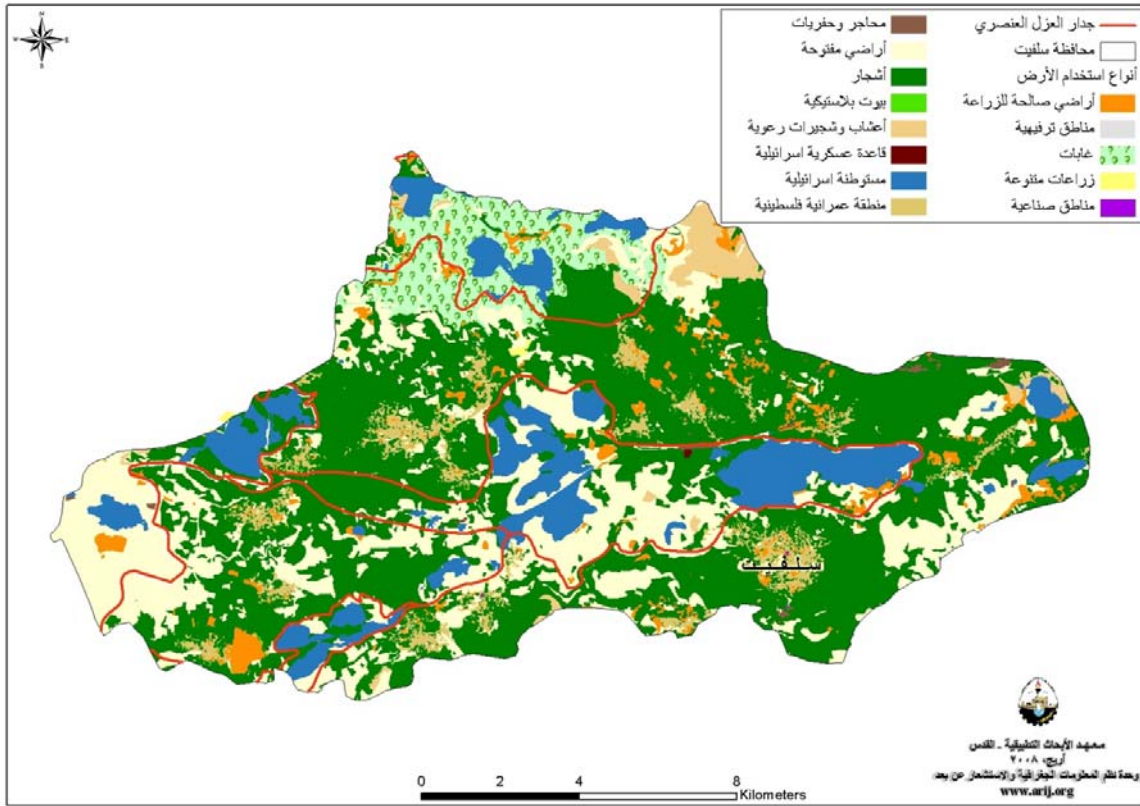 جدار العزل العنصري
محافظة سلفيت
أنواع استخدام الأرض
أراضي صالحة للزراعة
مناطق ترفيهية
غابات
زراعات متنوعة
مناطق صناعية
محاجر وحفريات
أراضي مفتوحة
أشجار
بيوت بلاستيكية
أعشاب وشجيرات رعوية
قاعدة عسكرية اسرائيلية
مستوطنة اسرائيلية
منطقة عمرانية فلسطينية
N
W
E
S
سلفيت
معهد الأبحاث التطبيقية - القدس
أريج، ٢٠٠٨
وحدة نظم المعلومات الجغرافية والاستشعار عن بعد
www.arij.org
0 2 4 8
Kilometers